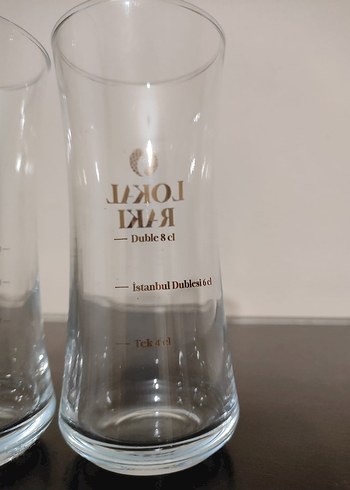 LOKAL
RAKI
Duble 8 cl
İstanbul Dublesi 6 cl
Tek 4 cl